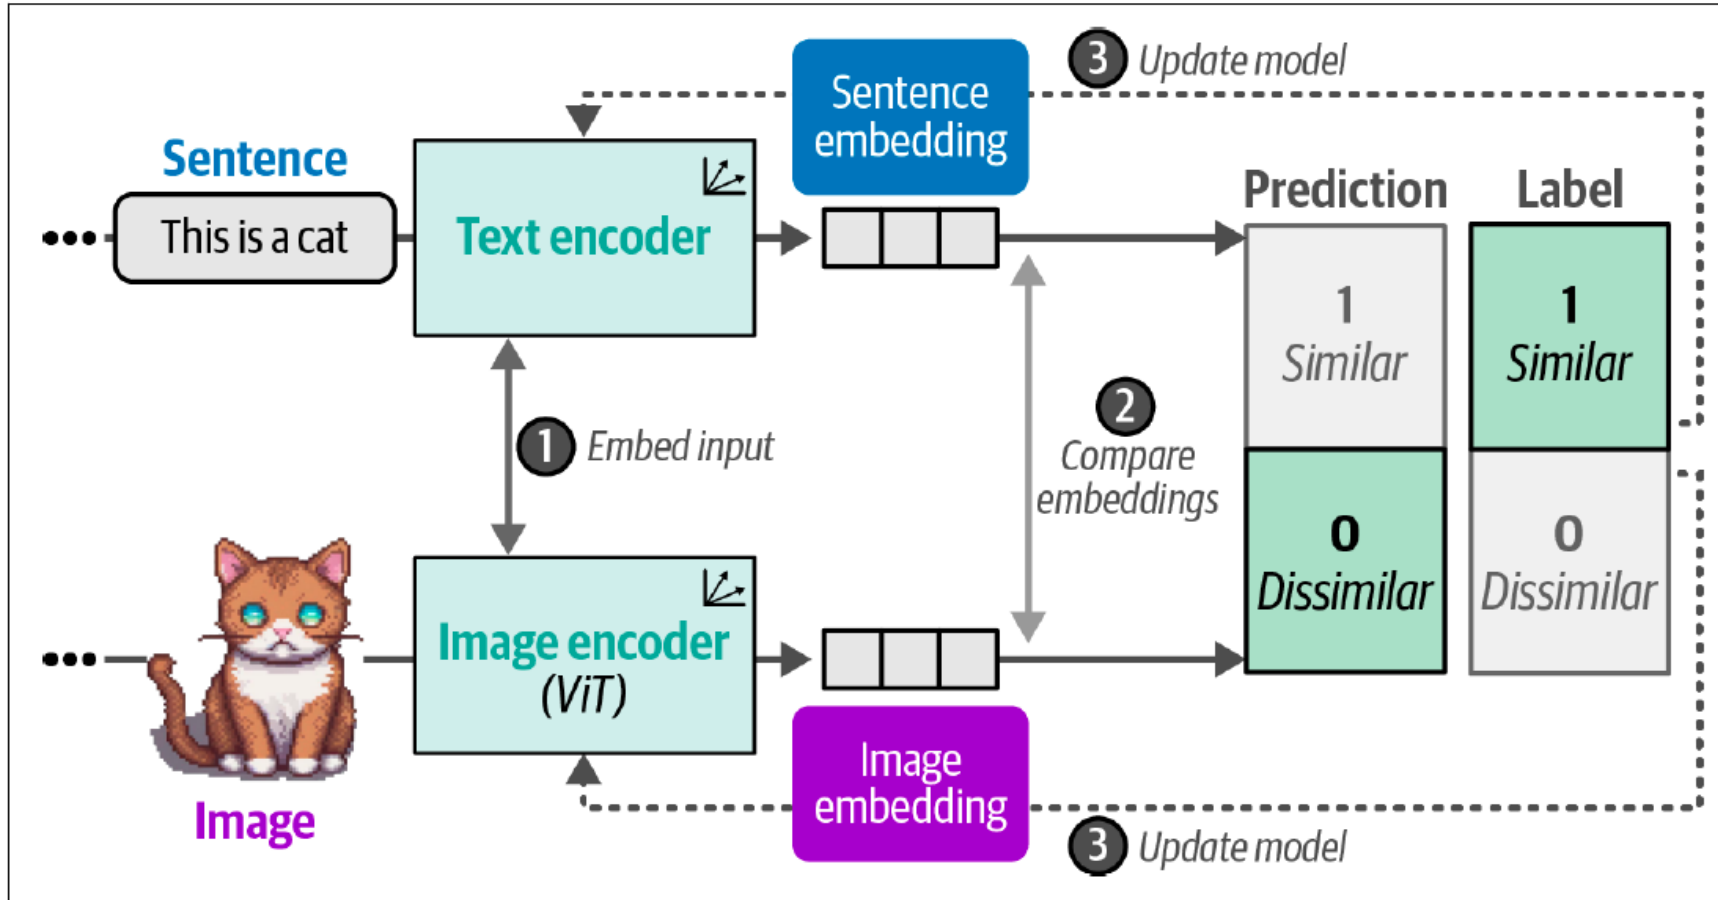 3 Update model
Sentence
embedding
Sentence
This is a cat
Text encoder
Prediction
Label
1
Similar
1
Similar
1 Embed input
2
Compare
embeddings
0
Dissimilar
0
Dissimilar
Image encoder
(ViT)
Image
Image
embedding
3 Update model